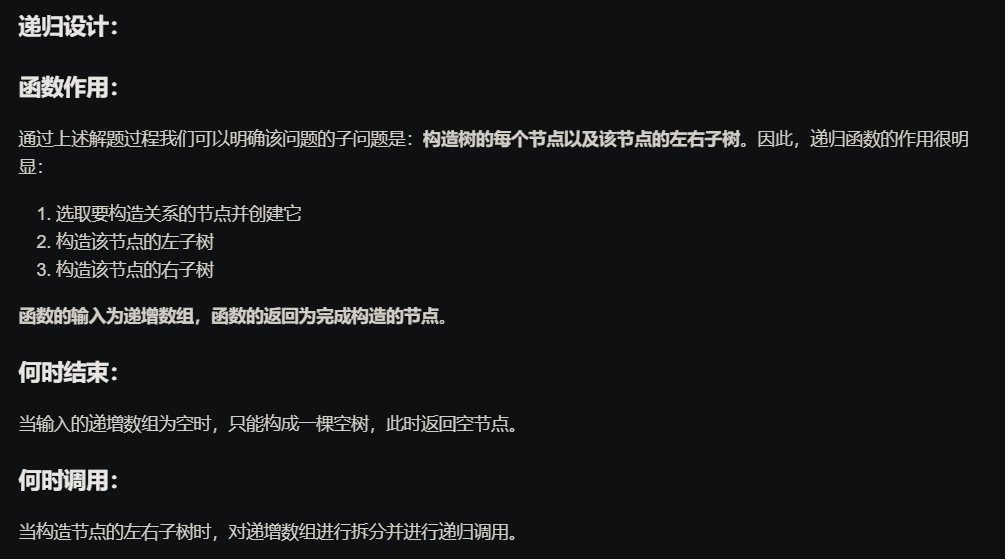 递归设计：
函数作用：
通过上述解题过程我们可以明确该问题的子问题是：构造树的每个节点以及该节点的左右子树。因此，递归函数的作用很明
显：
1. 选取要构造关系的节点并创建它
2. 构造该节点的左子树
3. 构造该节点的右子树
函数的输入为递增数组，函数的返回为完成构造的节点。
何时结束：
当输入的递增数组为空时，只能构成一棵空树，此时返回空节点。
何时调用：
当构造节点的左右子树时，对递增数组进行拆分并进行递归调用。